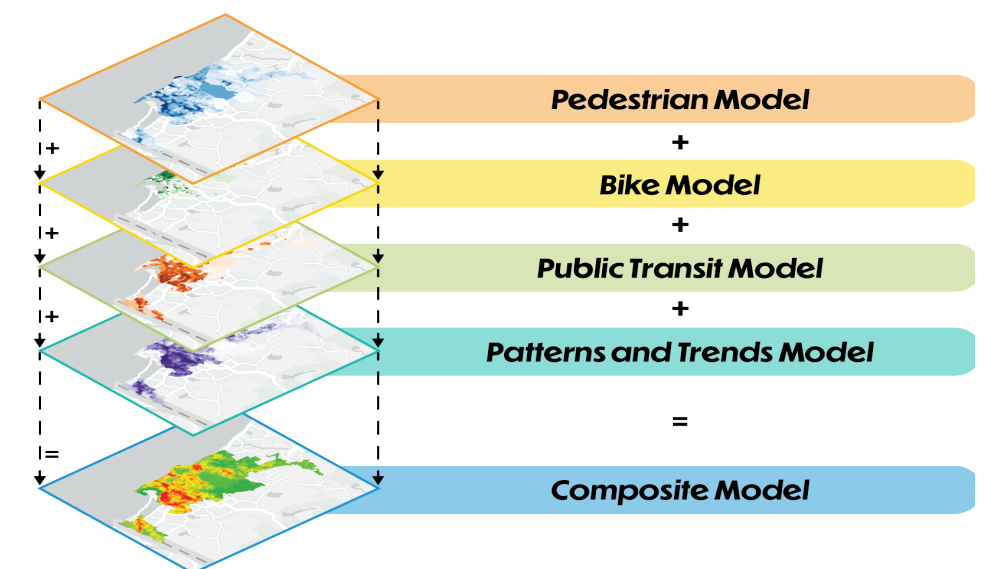 Pedestrian Model
+
+
Bike Model
+
+
Public Transit Model
+
+
Patterns and Trends Model
=
=
Composite Model